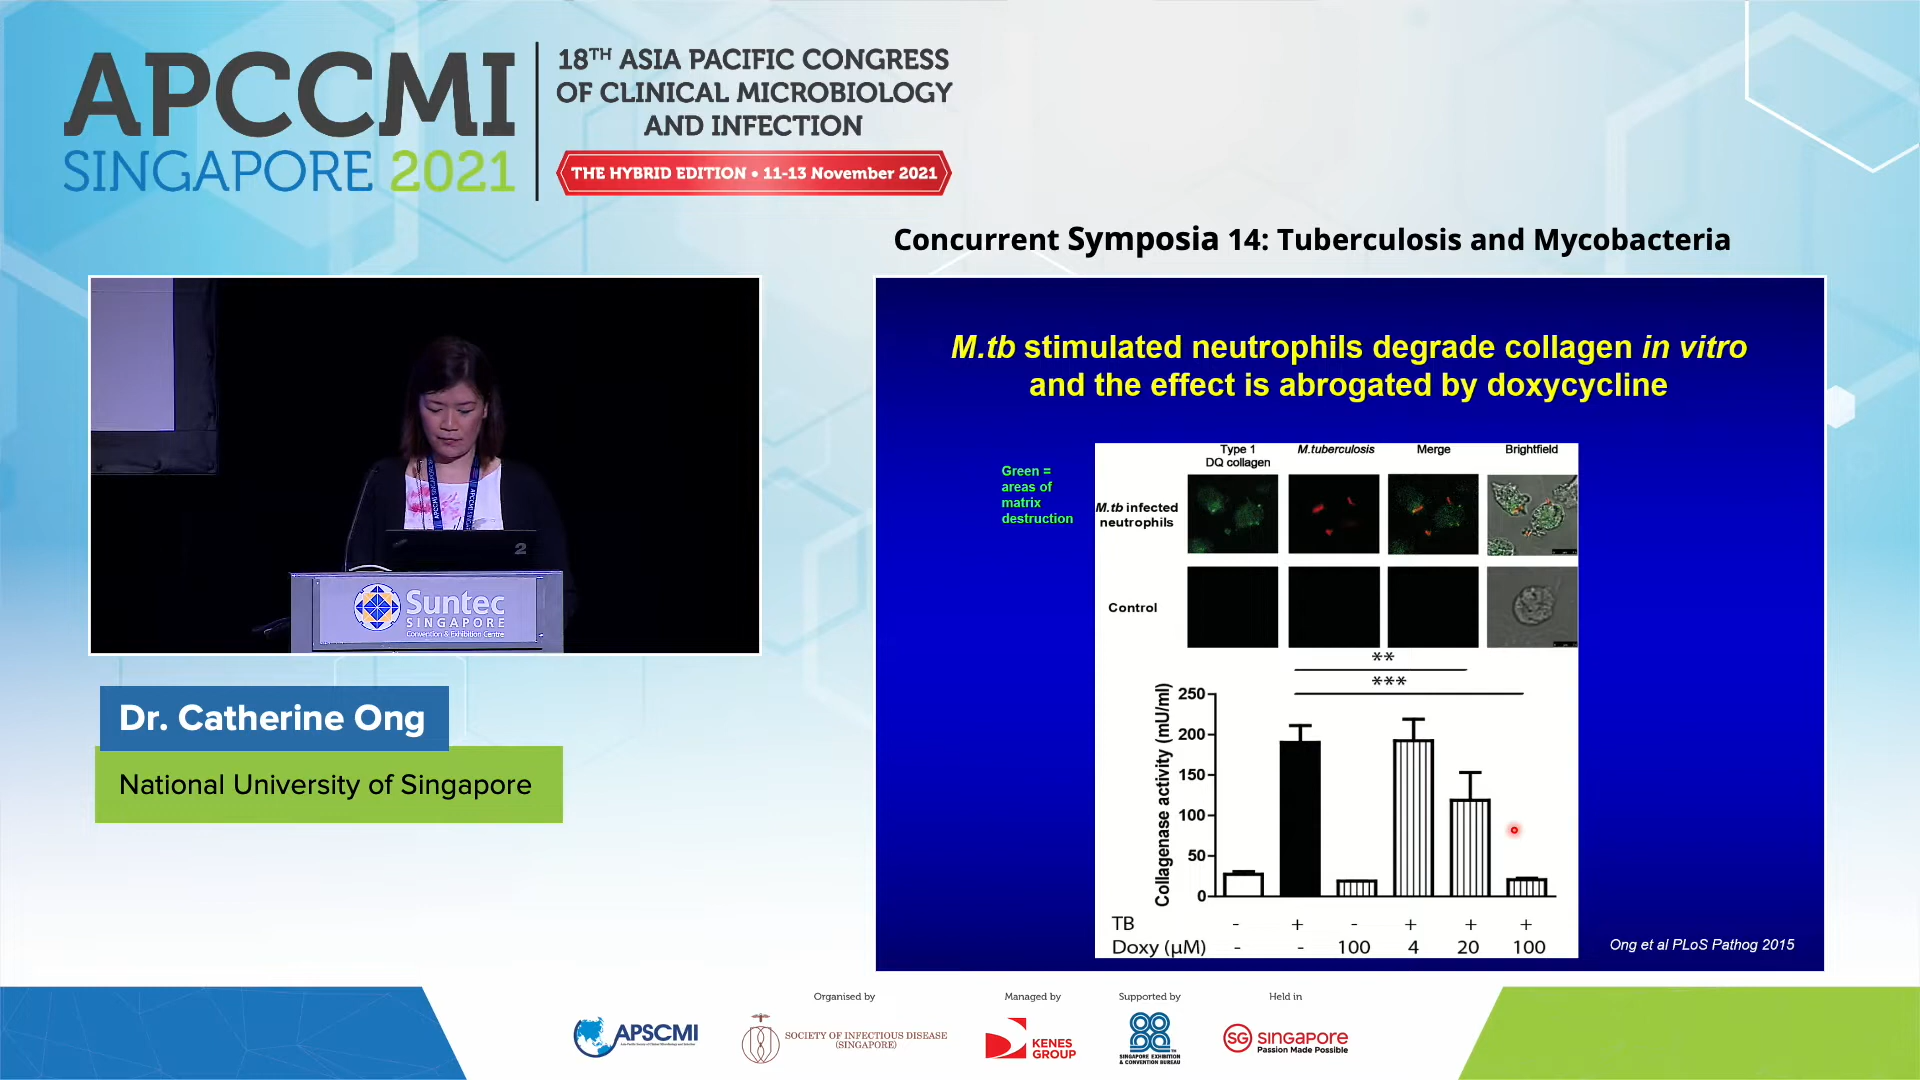 APCCMI
SINGAPORE 2021
18TH ASIA PACIFIC CONGRESS
OF CLINICAL MICROBIOLOGY
AND INFECTION
THE HYBRID EDITION • 11-13 November 2021
Concurrent Symposia 14: Tuberculosis and Mycobacteria
2
Suntec
SINGAPORE
Convention & Exhibition Centre
Dr. Catherine Ong
National University of Singapore
M.tb stimulated neutrophils degrade collagen in vitro
and the effect is abrogated by doxycycline
Green =
areas of
matrix
destruction
Type 1
DQ collagen
M.tuberculosis
Merge
Brightfield
M.tb infected
neutrophils
Control
**
***
Collagenase activity (mU/ml)
250
200
150
100
50
0
TB - + - + + +
Doxy (µM) - - 100 4 20 100
Ong et al PLoS Pathog 2015
Organised by
Managed by
Supported by
Held in
APSCMI
SOCIETY OF INFECTIOUS DISEASE
(SINGAPORE)
KENES
GROUP
SINGAPORE EXHIBITION
& CONVENTION BUREAU
SG SINGAPORE
Passion Made Possible